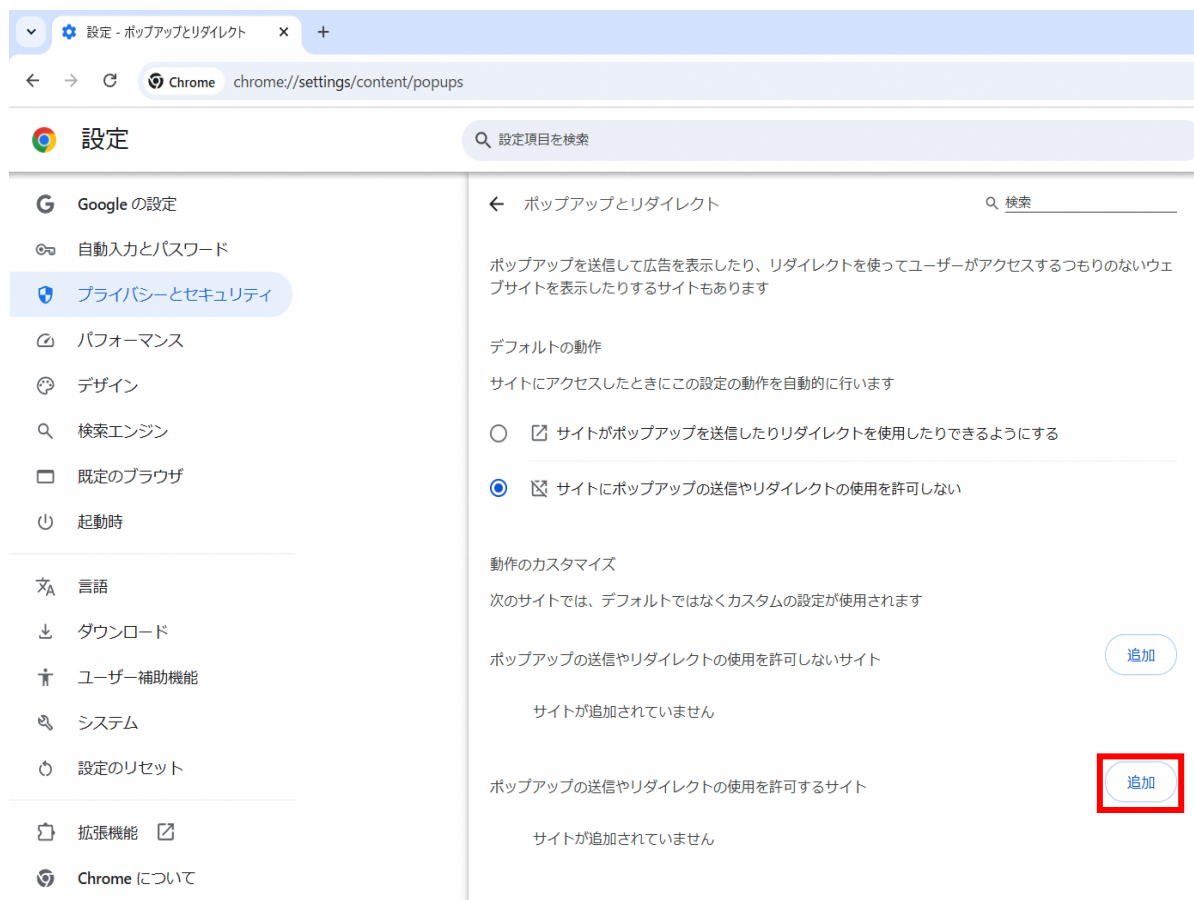 設定 - ポップアップとリダイレクト
Chrome
chrome://settings/content/popups
設定
設定項目を検索
Google の設定
自動入力とパスワード
プライバシーとセキュリティ
パフォーマンス
デザイン
検索エンジン
既定のブラウザ
起動時
言語
ダウンロード
ユーザー補助機能
システム
設定のリセット
拡張機能
Chrome について
ポップアップとリダイレクト
検索
ポップアップを送信して広告を表示したり、リダイレクトを使ってユーザーがアクセスするつもりのないウェ
ブサイトを表示したりするサイトもあります
デフォルトの動作
サイトにアクセスしたときにこの設定の動作を自動的に行います
サイトがポップアップを送信したりリダイレクトを使用したりできるようにする
サイトにポップアップの送信やリダイレクトの使用を許可しない
動作のカスタマイズ
次のサイトでは、デフォルトではなくカスタムの設定が使用されます
ポップアップの送信やリダイレクトの使用を許可しないサイト
追加
サイトが追加されていません
ポップアップの送信やリダイレクトの使用を許可するサイト
追加
サイトが追加されていません